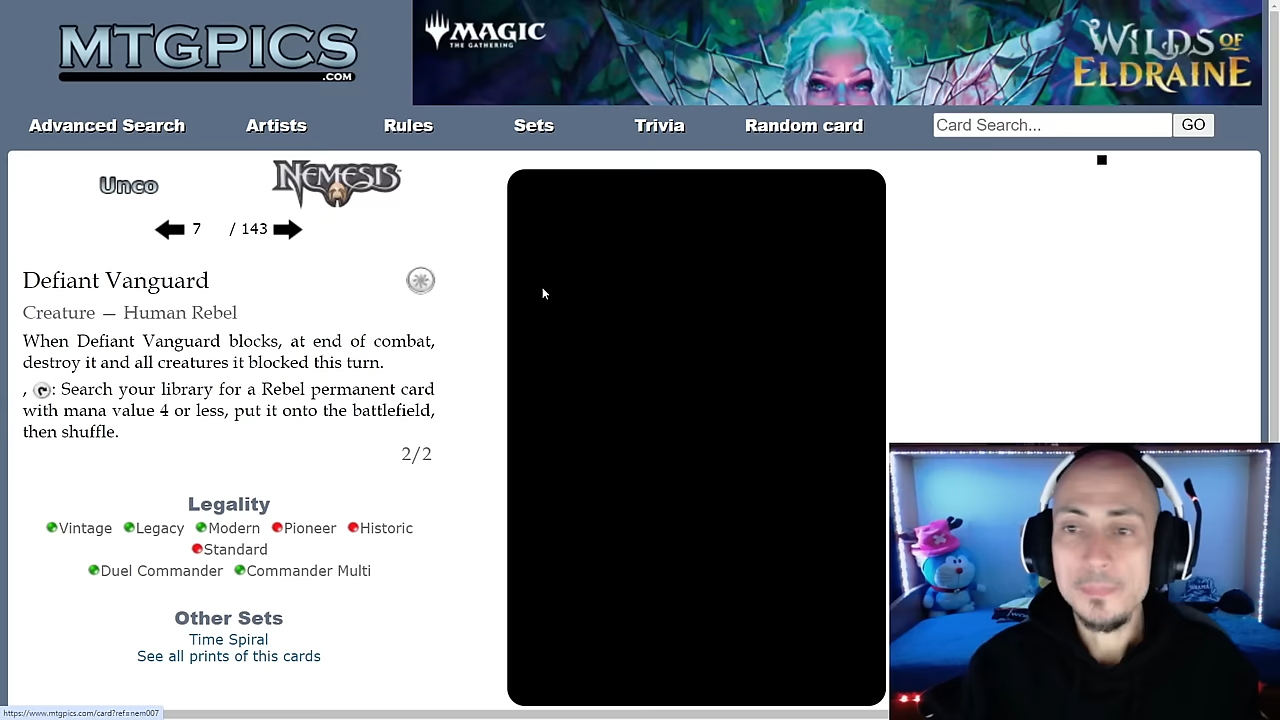 MTGPICS
.COM
MAGIC
THE GATHERING
WILDS OF
ELDRAINE
Advanced Search
Artists
Rules
Sets
Trivia
Random card
Card Search...
GO
Unco
NEMESIS
7 / 143
Defiant Vanguard
Creature — Human Rebel
When Defiant Vanguard blocks, at end of combat,
destroy it and all creatures it blocked this turn.
, : Search your library for a Rebel permanent card
with mana value 4 or less, put it onto the battlefield,
then shuffle.
2/2
Legality
Vintage Legacy Modern Pioneer Historic
Standard
Duel Commander Commander Multi
Other Sets
Time Spiral
See all prints of this cards
https://www.mtgpics.com/card?ref=nem007